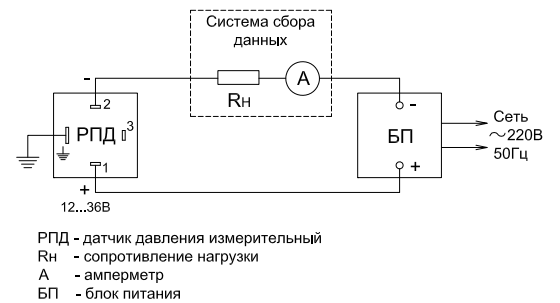 Система сбора
данных
A
Rн
-
2
РПД
3
1
+
12...36В
-
БП
+
Сеть
~220В
50Гц
РПД - датчик давления измерительный
Rн - сопротивление нагрузки
А - амперметр
БП - блок питания